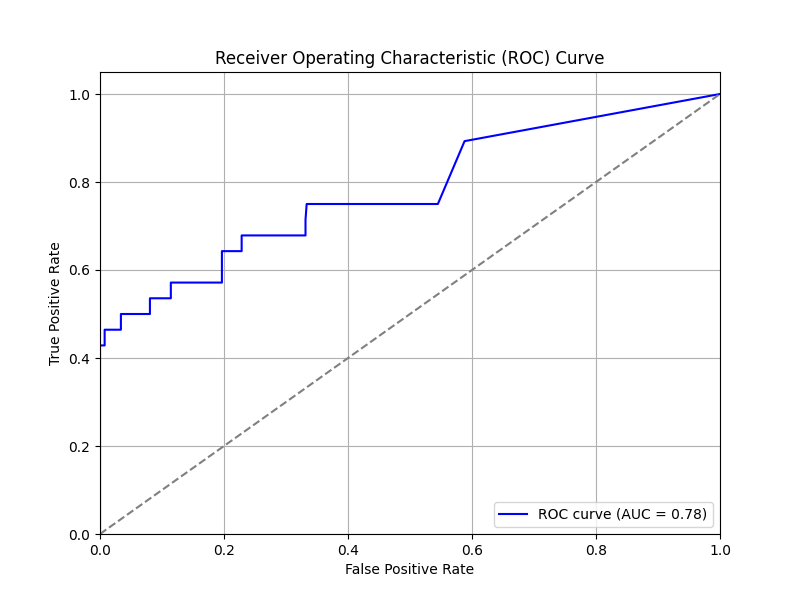 Receiver Operating Characteristic (ROC) Curve
True Positive Rate
1.0
0.8
0.6
0.4
0.2
0.0
ROC curve (AUC = 0.78)
0.0 0.2 0.4 0.6 0.8 1.0
False Positive Rate